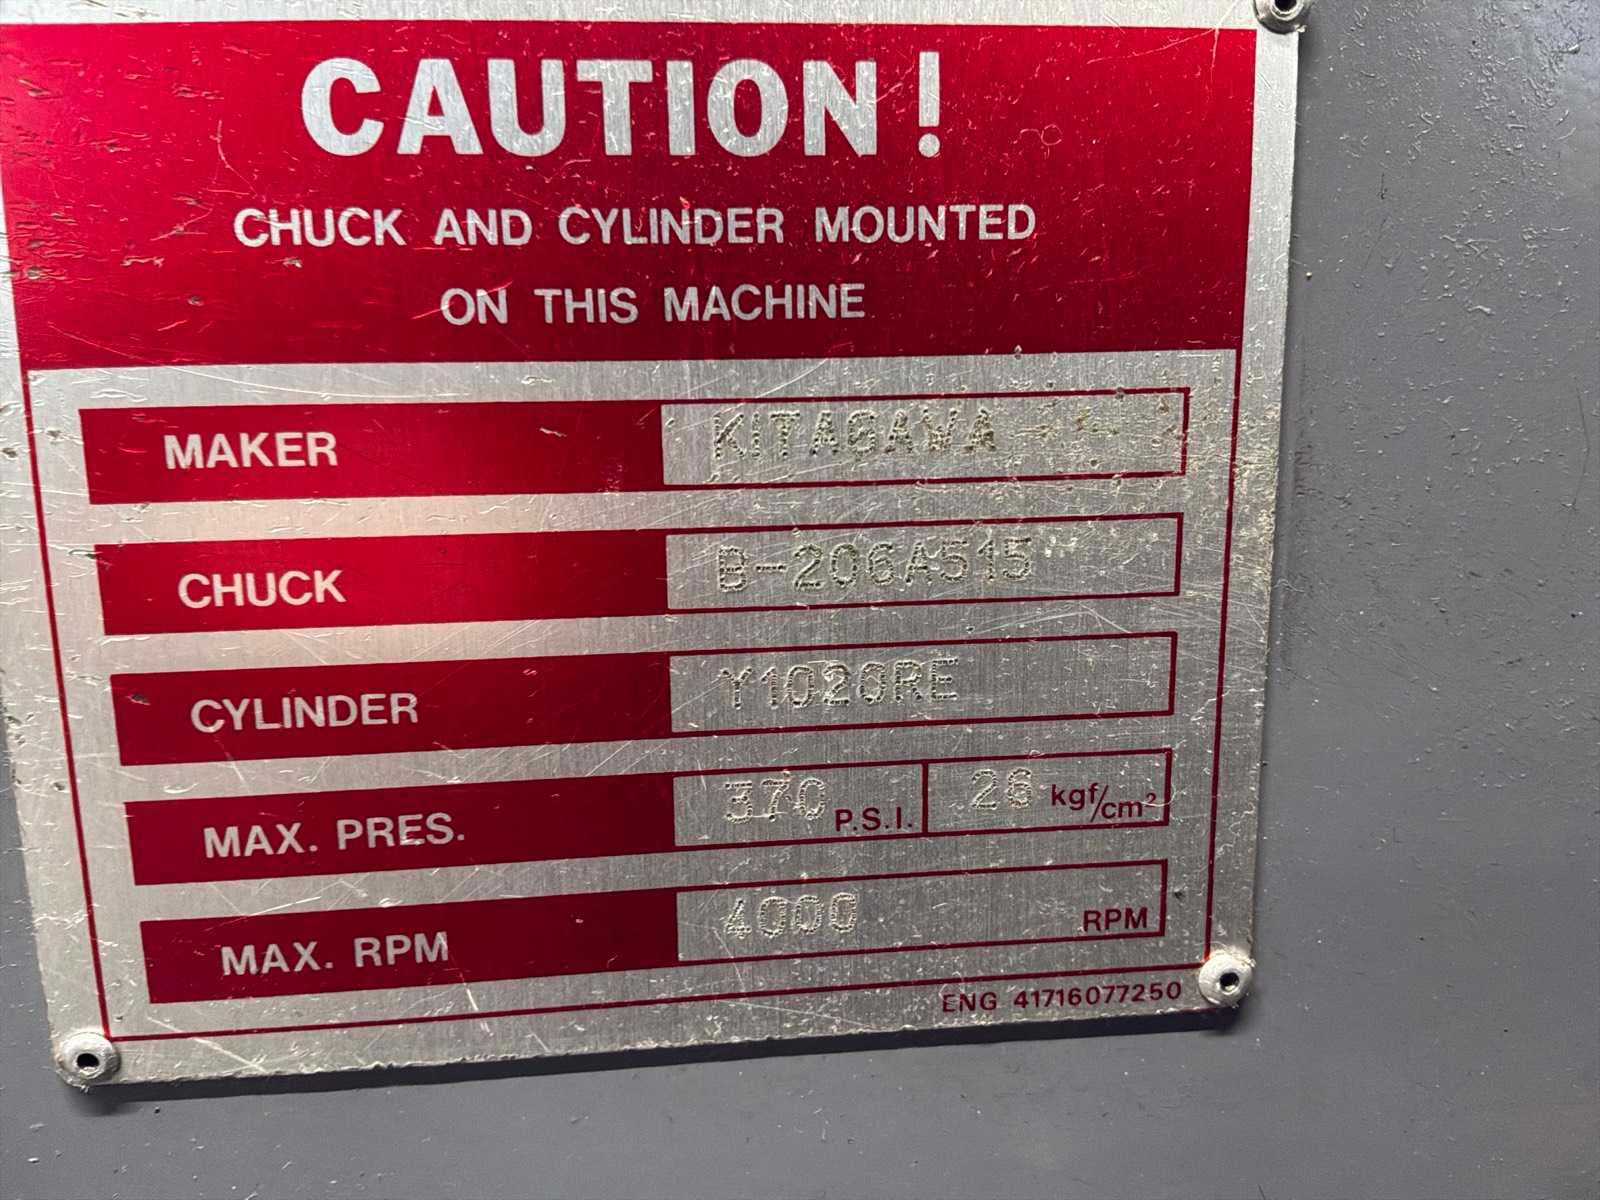 CAUTION!
CHUCK AND CYLINDER MOUNTED
ON THIS MACHINE
MAKER KITAGAWA
CHUCK B-206A515
CYLINDER Y1020RE
MAX. PRES. 370 P.S.I. 26 kgf/cm²
MAX. RPM 4000 RPM
ENG 41716077250